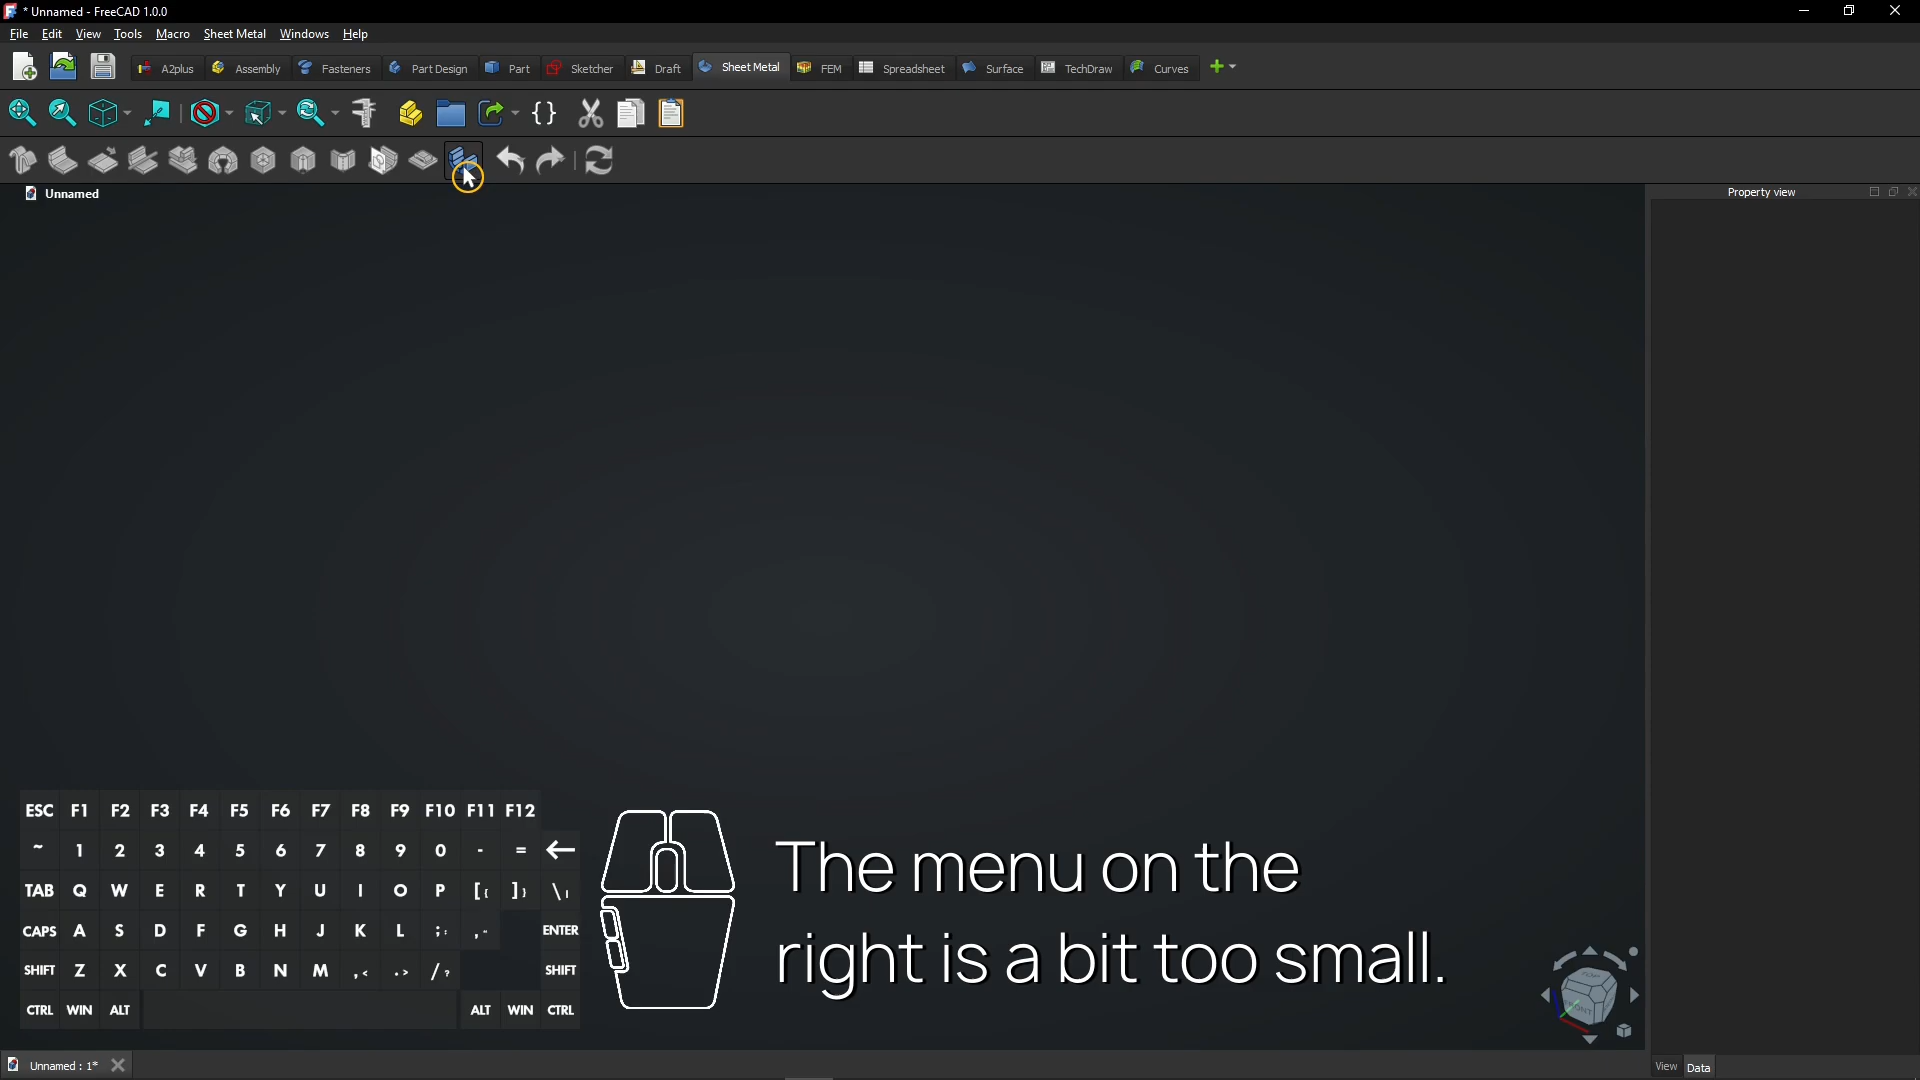 * Unnamed - FreeCAD 1.0.0
File Edit View Tools Macro Sheet Metal Windows Help
A2plus Assembly Fasteners Part Design Part Sketcher Draft Sheet Metal FEM Spreadsheet Surface TechDraw Curves
Unnamed
Property view
ESC F1 F2 F3 F4 F5 F6 F7 F8 F9 F10 F11 F12
~ 1 2 3 4 5 6 7 8 9 0 - =
TAB Q W E R T Y U I O P [{ ]} \|
CAPS A S D F G H J K L ;: ,“ ENTER
SHIFT Z X C V B N M ,< .> /? SHIFT
CTRL WIN ALT ALT WIN CTRL
The menu on the
right is a bit too small.
TOP
FRONT
Unnamed : 1*
View Data